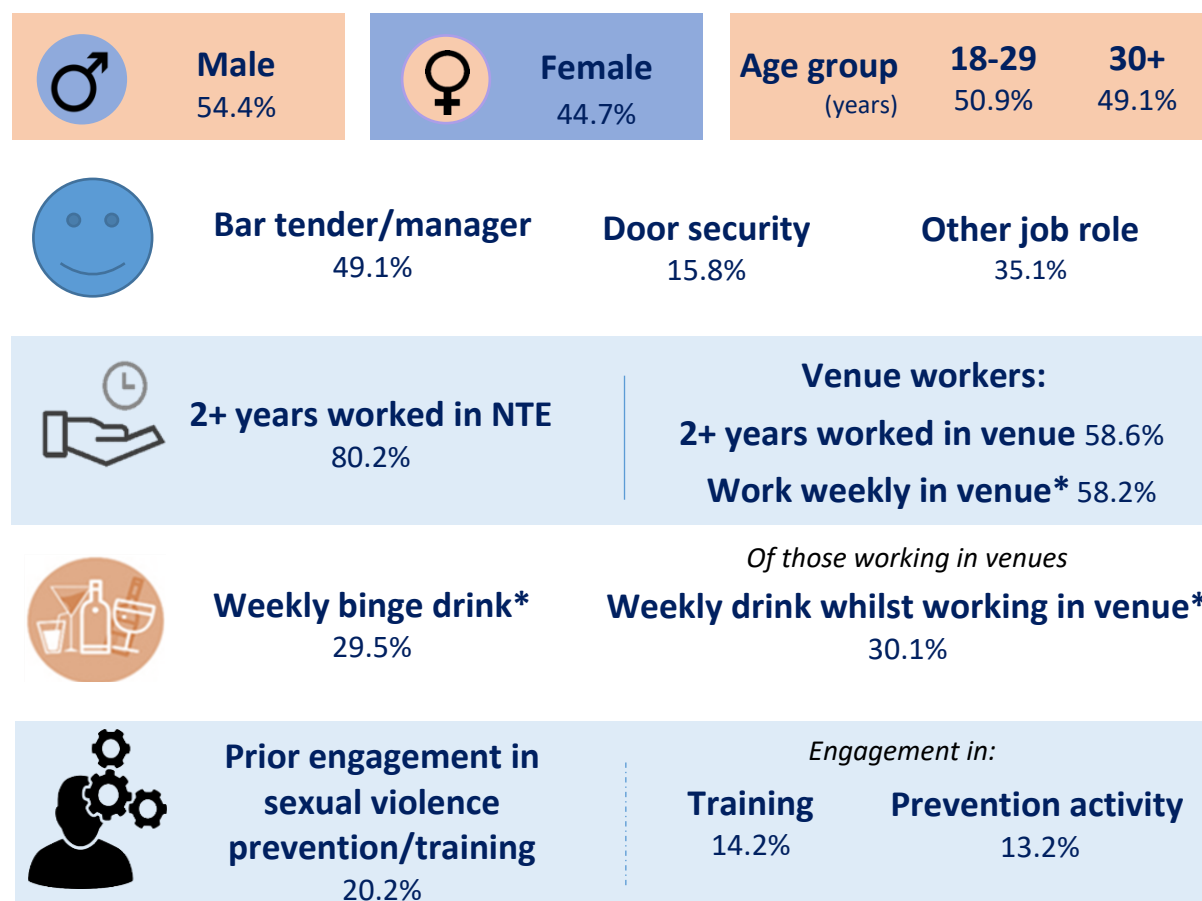 Male
54.4%
Female
44.7%
Age group 18-29 30+
(years) 50.9% 49.1%
Bar tender/manager
49.1%
Door security
15.8%
Other job role
35.1%
2+ years worked in NTE
80.2%
Venue workers:
2+ years worked in venue 58.6%
Work weekly in venue* 58.2%
Weekly binge drink*
29.5%
Of those working in venues
Weekly drink whilst working in venue*
30.1%
Prior engagement in
sexual violence
prevention/training
20.2%
Engagement in:
Training
14.2%
Prevention activity
13.2%